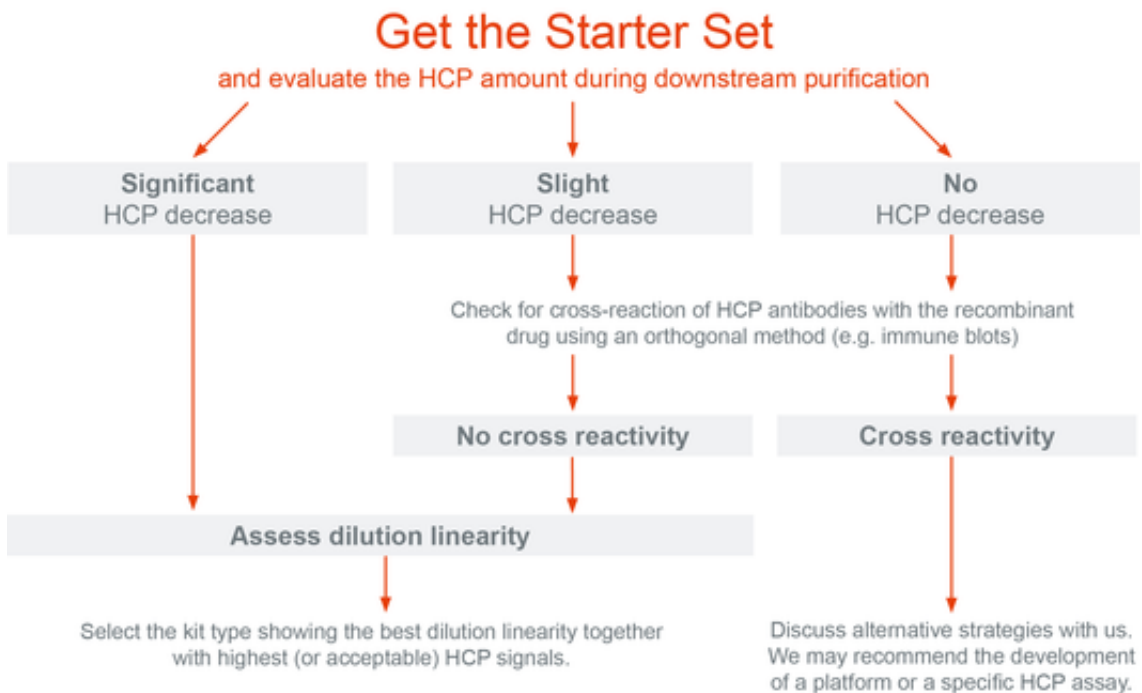 Get the Starter Set
and evaluate the HCP amount during downstream purification
Significant
HCP decrease
Slight
HCP decrease
No
HCP decrease
Check for cross-reaction of HCP antibodies with the recombinant
drug using an orthogonal method (e.g. immune blots)
No cross reactivity
Cross reactivity
Assess dilution linearity
Select the kit type showing the best dilution linearity together
with highest (or acceptable) HCP signals.
Discuss alternative strategies with us.
We may recommend the development
of a platform or a specific HCP assay.